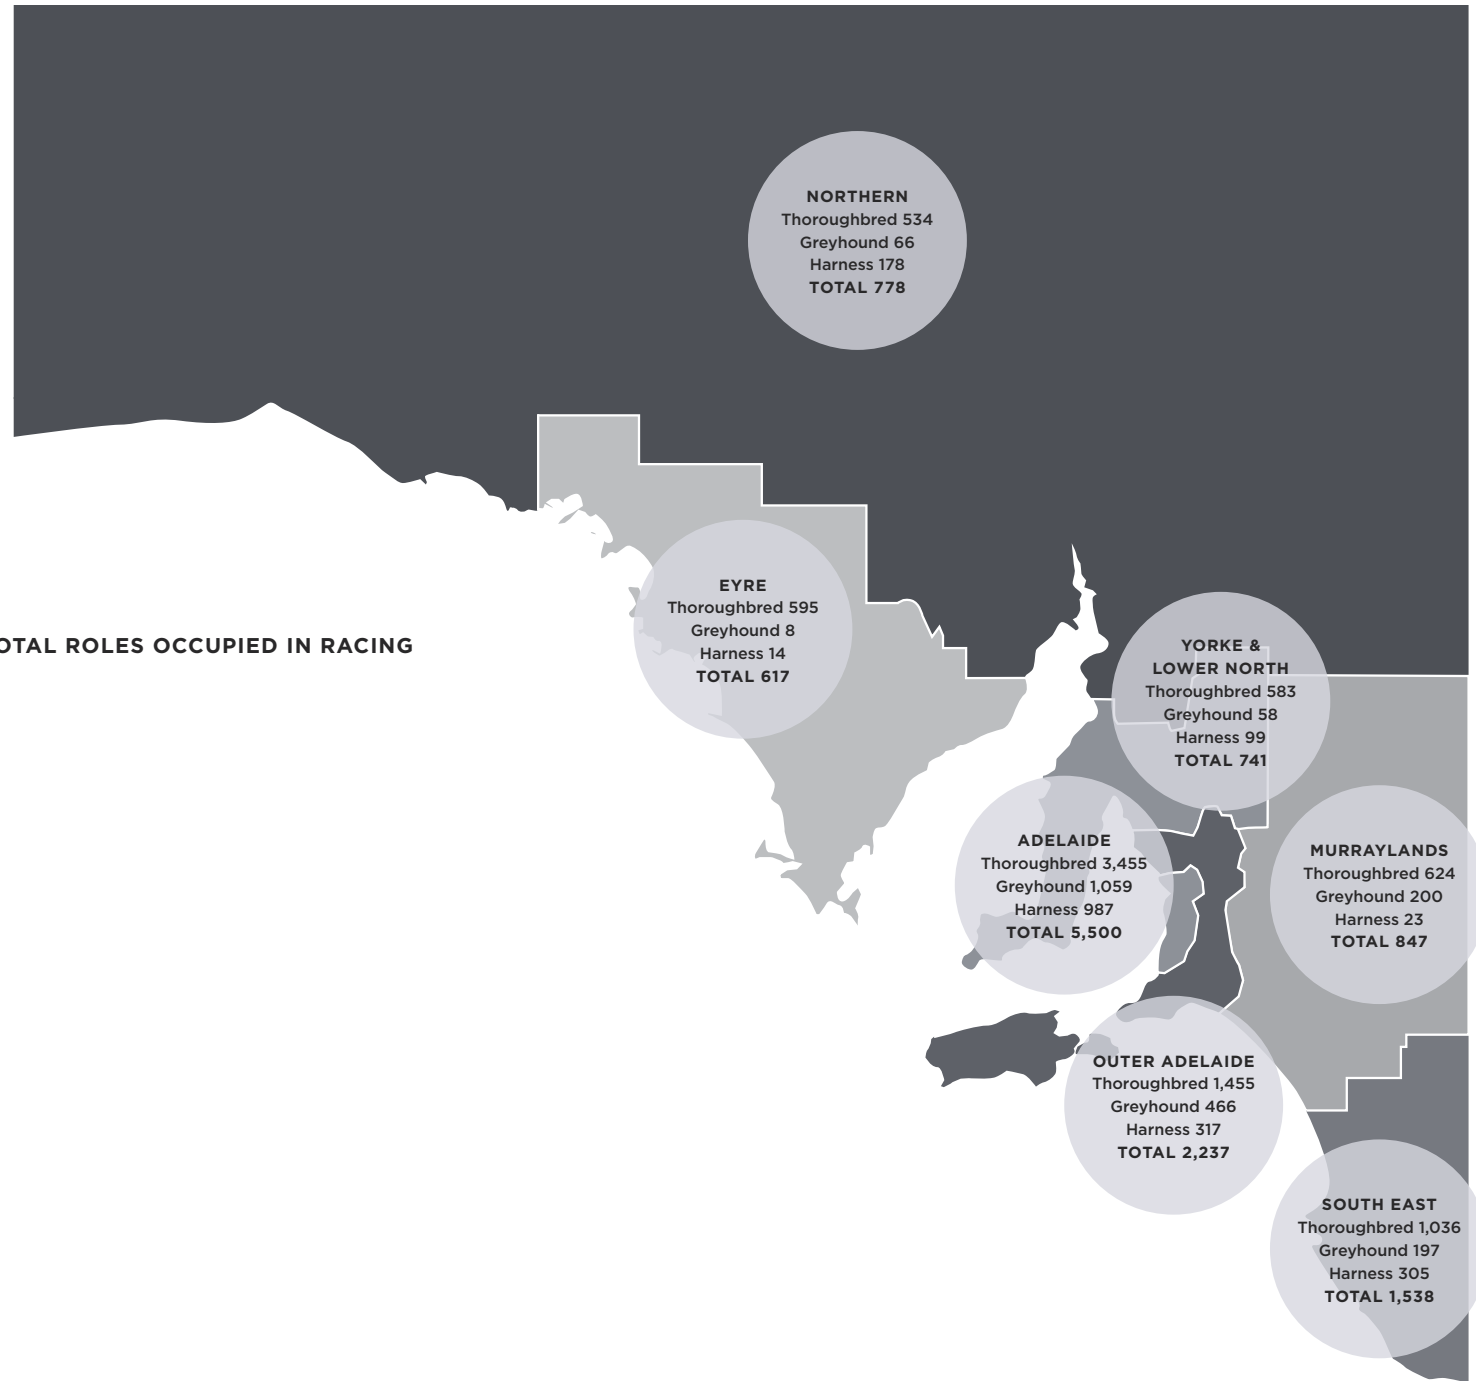 NORTHERN
Thoroughbred 534
Greyhound 66
Harness 178
TOTAL 778
EYRE
Thoroughbred 595
Greyhound 8
Harness 14
TOTAL 617
OTAL ROLES OCCUPIED IN RACING
YORKE &
LOWER NORTH
Thoroughbred 583
Greyhound 58
Harness 99
TOTAL 741
ADELAIDE
Thoroughbred 3,455
Greyhound 1,059
Harness 987
TOTAL 5,500
MURRAYLANDS
Thoroughbred 624
Greyhound 200
Harness 23
TOTAL 847
OUTER ADELAIDE
Thoroughbred 1,455
Greyhound 466
Harness 317
TOTAL 2,237
SOUTH EAST
Thoroughbred 1,036
Greyhound 197
Harness 305
TOTAL 1,538